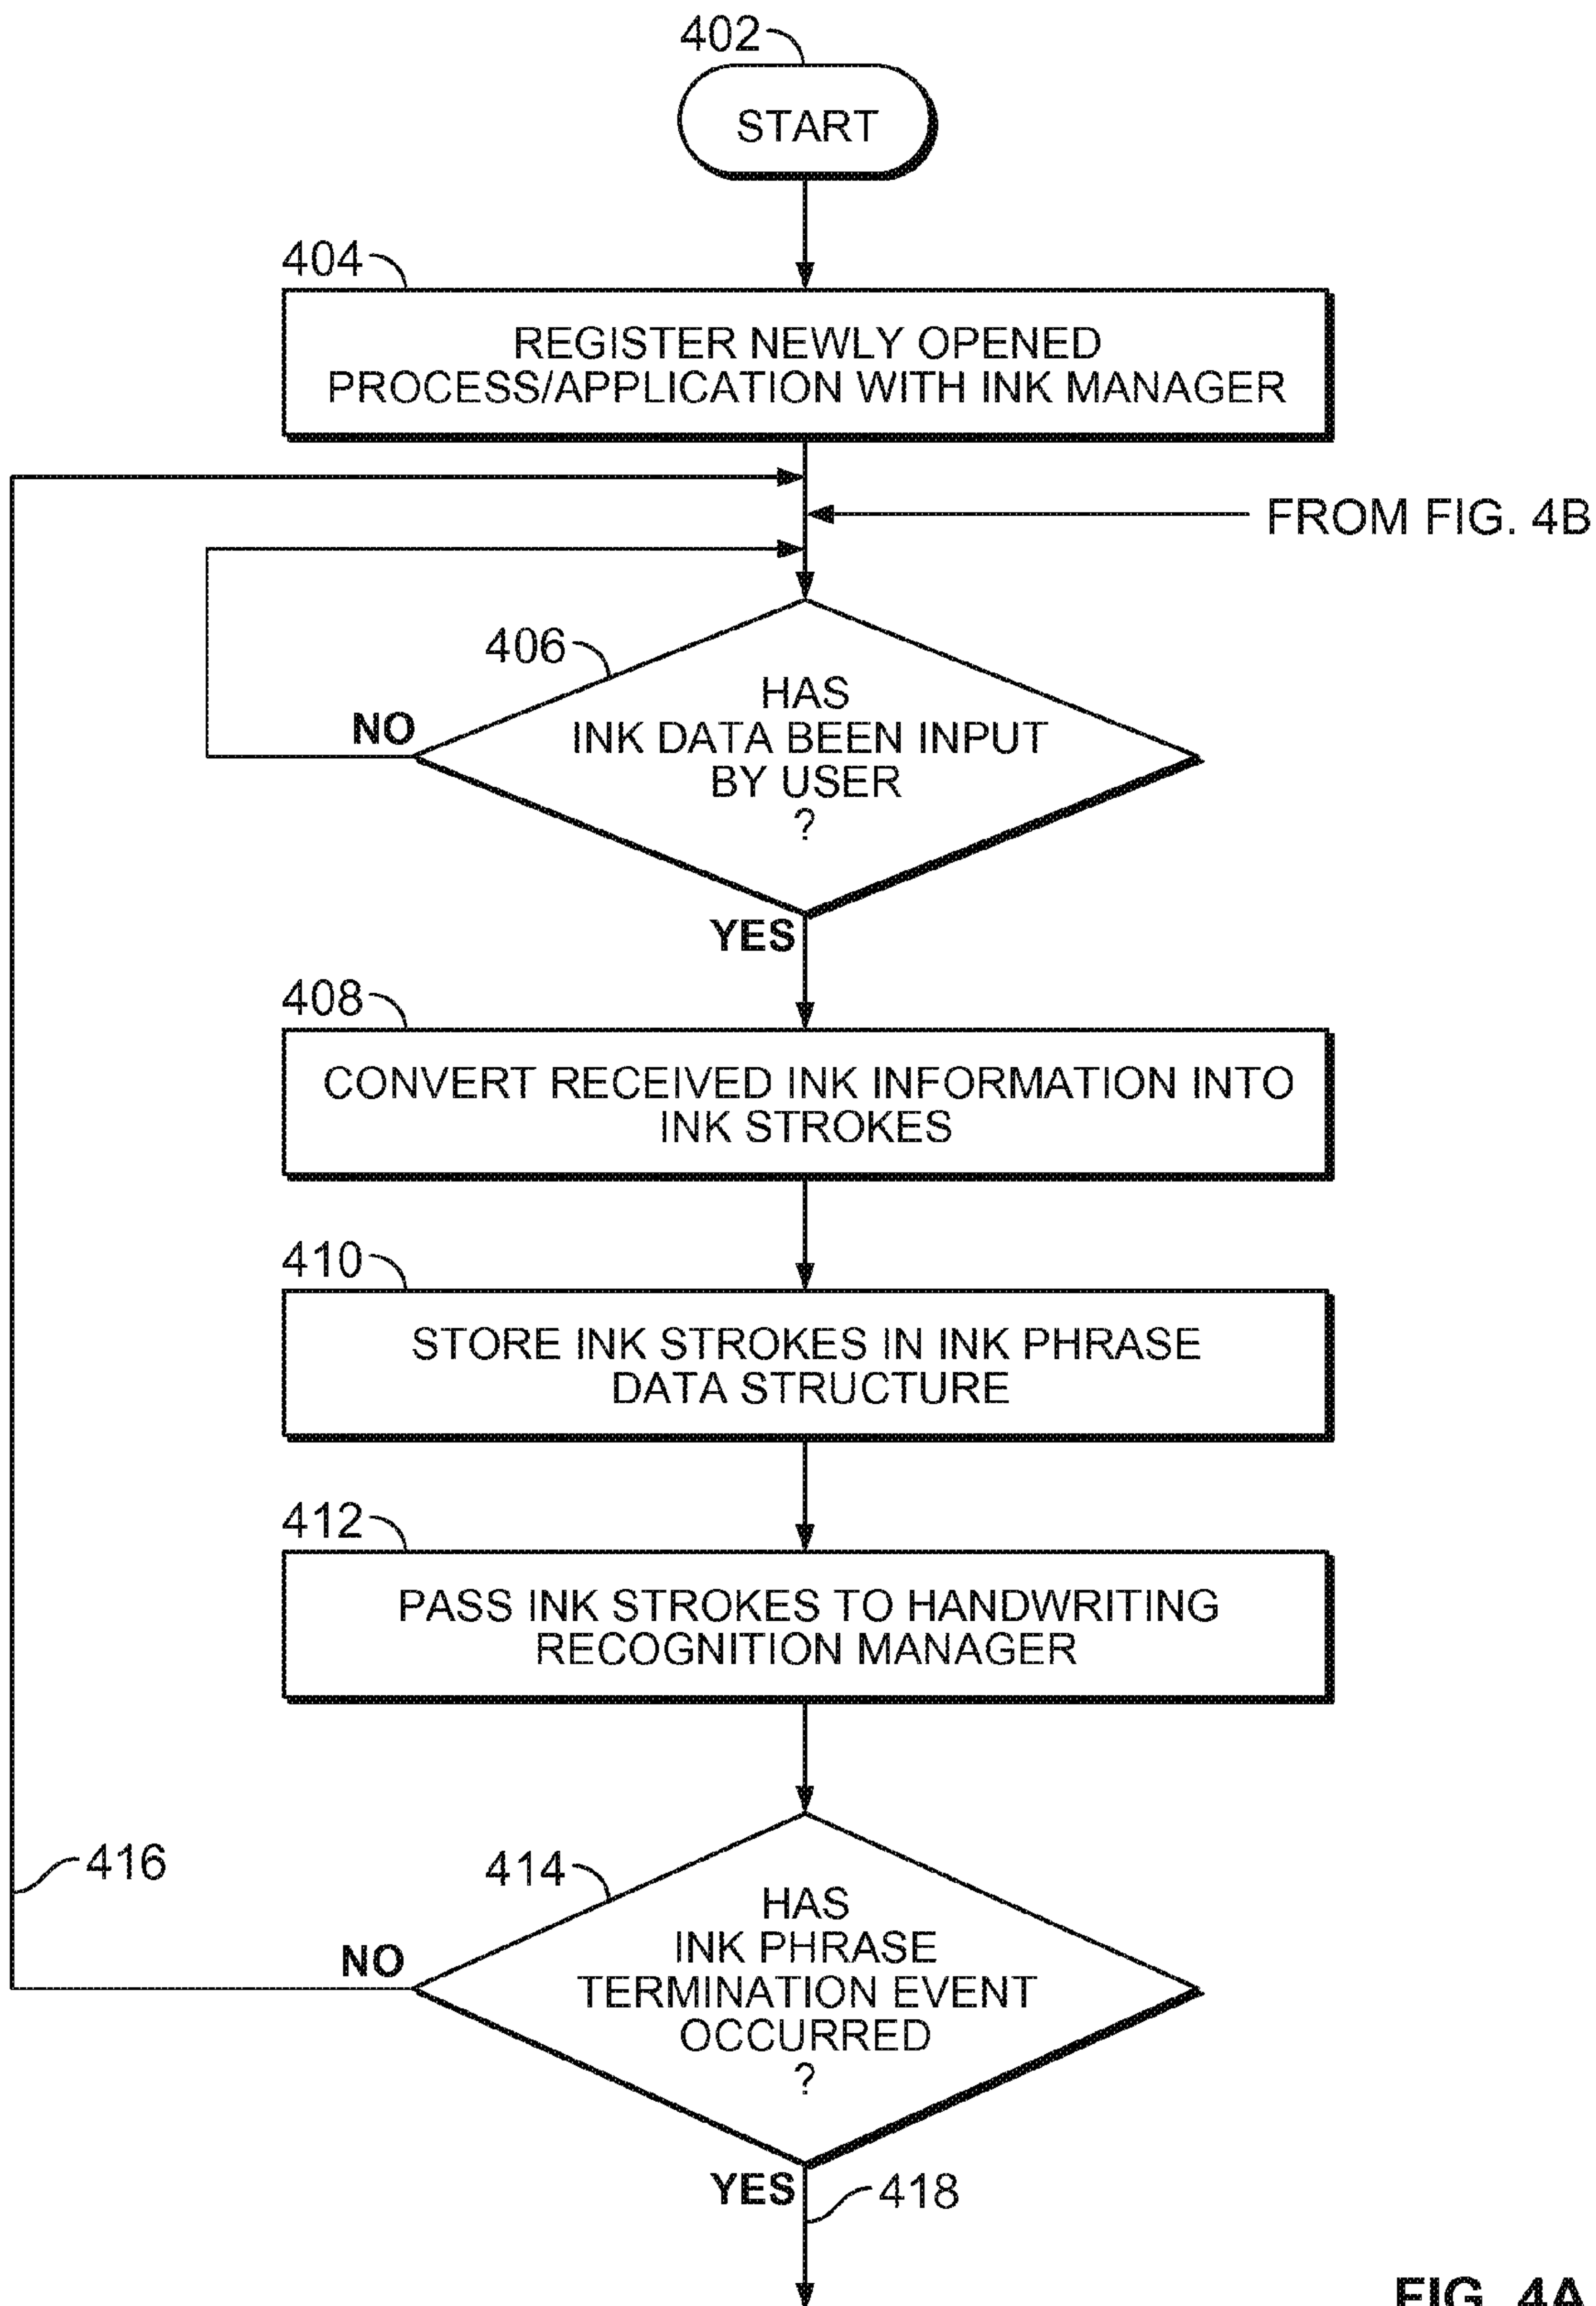 402
START
404
REGISTER NEWLY OPENED
PROCESS/APPLICATION WITH INK MANAGER
FROM FIG. 4B
406
HAS
INK DATA BEEN INPUT
BY USER
?
NO
YES
408
CONVERT RECEIVED INK INFORMATION INTO
INK STROKES
410
STORE INK STROKES IN INK PHRASE
DATA STRUCTURE
412
PASS INK STROKES TO HANDWRITING
RECOGNITION MANAGER
416
414
HAS
INK PHRASE
TERMINATION EVENT
OCCURRED
?
NO
YES
418
FIG. 4A